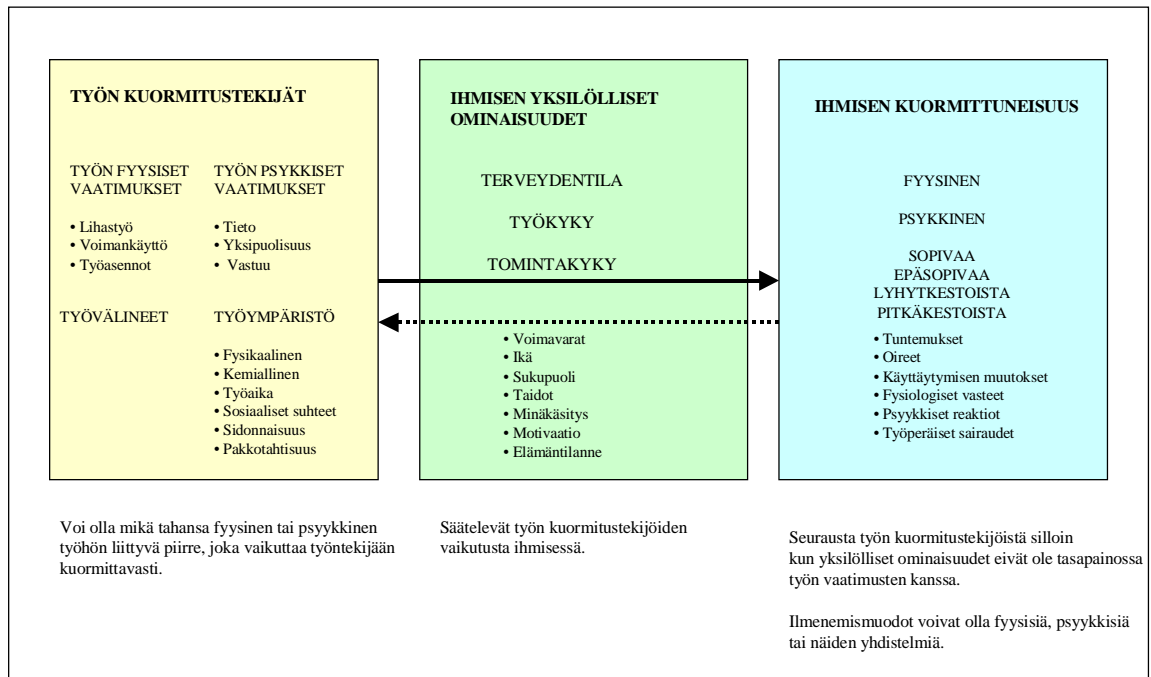 TYÖN KUORMITUSTEKIJÄT
TYÖN FYYSISET
VAATIMUKSET
• Lihastyö
• Voimankäyttö
• Työasennot
TYÖN PSYKKISET
VAATIMUKSET
• Tieto
• Yksipuolisuus
• Vastuu
TYÖVÄLINEET
TYÖYMPÄRISTÖ
• Fysikaalinen
• Kemiallinen
• Työaika
• Sosiaaliset suhteet
• Sidonnaisuus
• Pakkotahtisuus
Voi olla mikä tahansa fyysinen tai psyykkinen
työhön liittyvä piirre, joka vaikuttaa työntekijään
kuormittavasti.
IHMISEN YKSILÖLLISET
OMINAISUUDET
TERVEYDENTILA
TYÖKYKY
TOMINTAKYKY
• Voimavarat
• Ikä
• Sukupuoli
• Taidot
• Minäkäsitys
• Motivaatio
• Elämäntilanne
Säätelevät työn kuormitustekijöiden
vaikutusta ihmisessä.
IHMISEN KUORMITTUNEISUUS
FYYSINEN
PSYKKINEN
SOPIVAA
EPÄSOPIVAA
LYHYTKESTOISTA
PITKÄKESTOISTA
• Tuntemukset
• Oireet
• Käyttäytymisen muutokset
• Fysiologiset vasteet
• Psyykkiset reaktiot
• Työperäiset sairaudet
Seurausta työn kuormitustekijöistä silloin
kun yksilölliset ominaisuudet eivät ole tasapainossa
työn vaatimusten kanssa.
Ilmenemismuodot voivat olla fyysisiä, psyykkisiä
tai näiden yhdistelmiä.